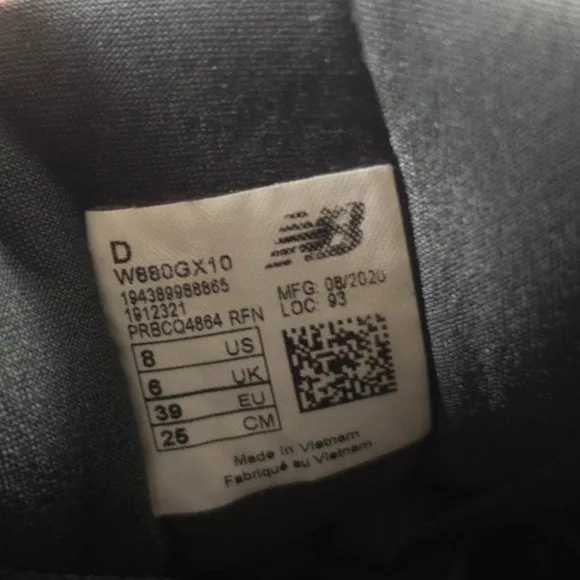 D
W880GX10
194389988865
1912321
PRBCQ4864 RFN
MFG: 08/2020
LOC: 93
8 US
6 UK
39 EU
25 CM
Made in Vietnam
Fabriqué au Vietnam